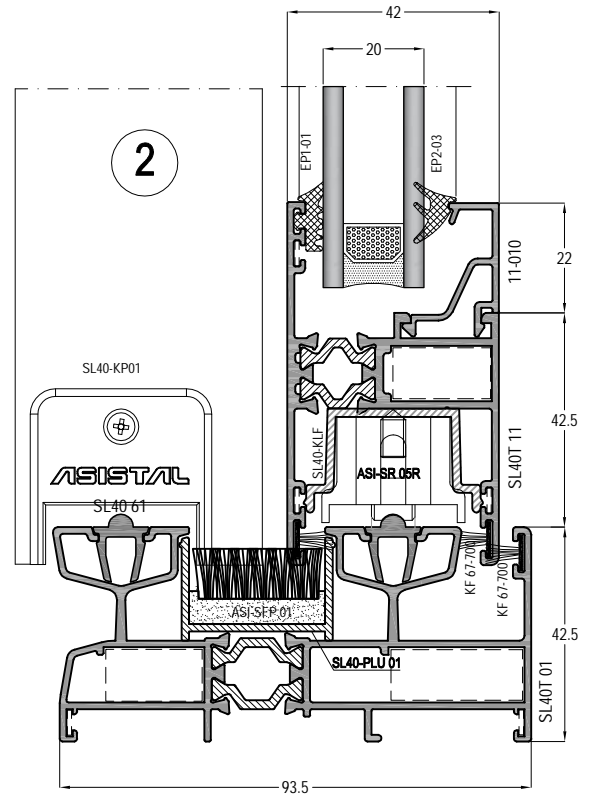 42
20
2
EP1-01
EP2-03
11-010
22
SL40-KP01
42.5
SL40-KLF
ASI-SR 05R
SL40T 11
ASISTAL
SL40 61
KF 67-700
KF 67-700
ASI-SFP 01
42.5
SL40-PLU 01
SL40T 01
93.5